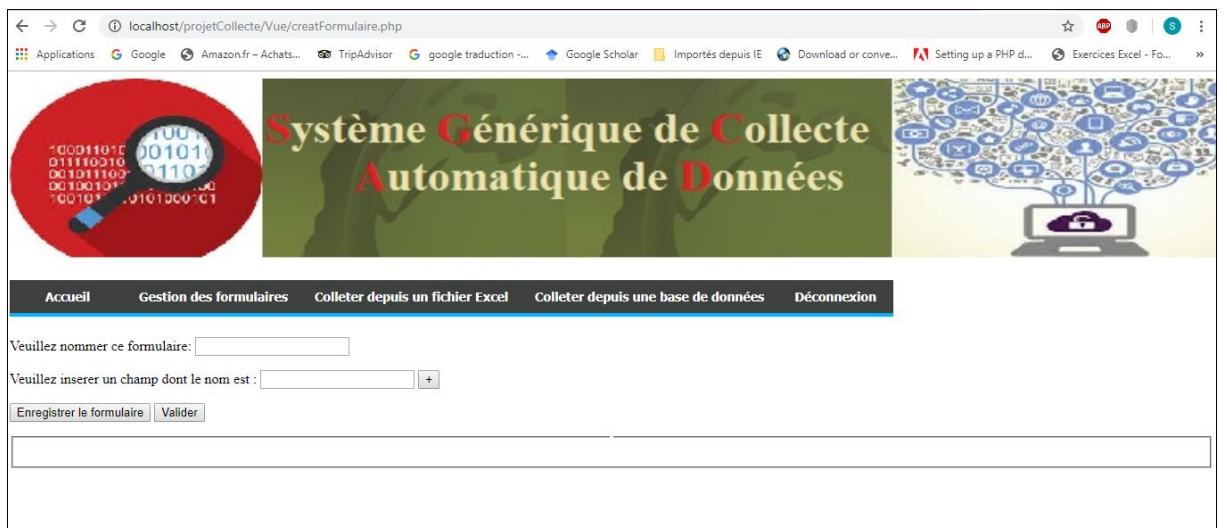 localhost/projetCollecte/Vue/creatFormulaire.php
ABP
S
Applications Google Amazon.fr – Achats... TripAdvisor google traduction -... Google Scholar Importés depuis IE Download or conve... Setting up a PHP d... Exercices Excel - Fo... »
Système Générique de Collecte
Automatique de Données
Accueil Gestion des formulaires Colleter depuis un fichier Excel Colleter depuis une base de données Déconnexion
Veuillez nommer ce formulaire:
Veuillez inserer un champ dont le nom est : +
Enregistrer le formulaire Valider